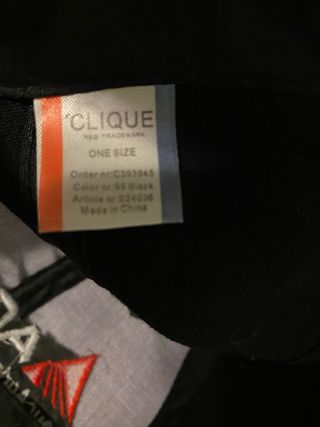 CLIQUE
REG TRADEMARK
ONE SIZE
Order nr:C393945
Color nr:99 Black
Article nr:024036
Made in China